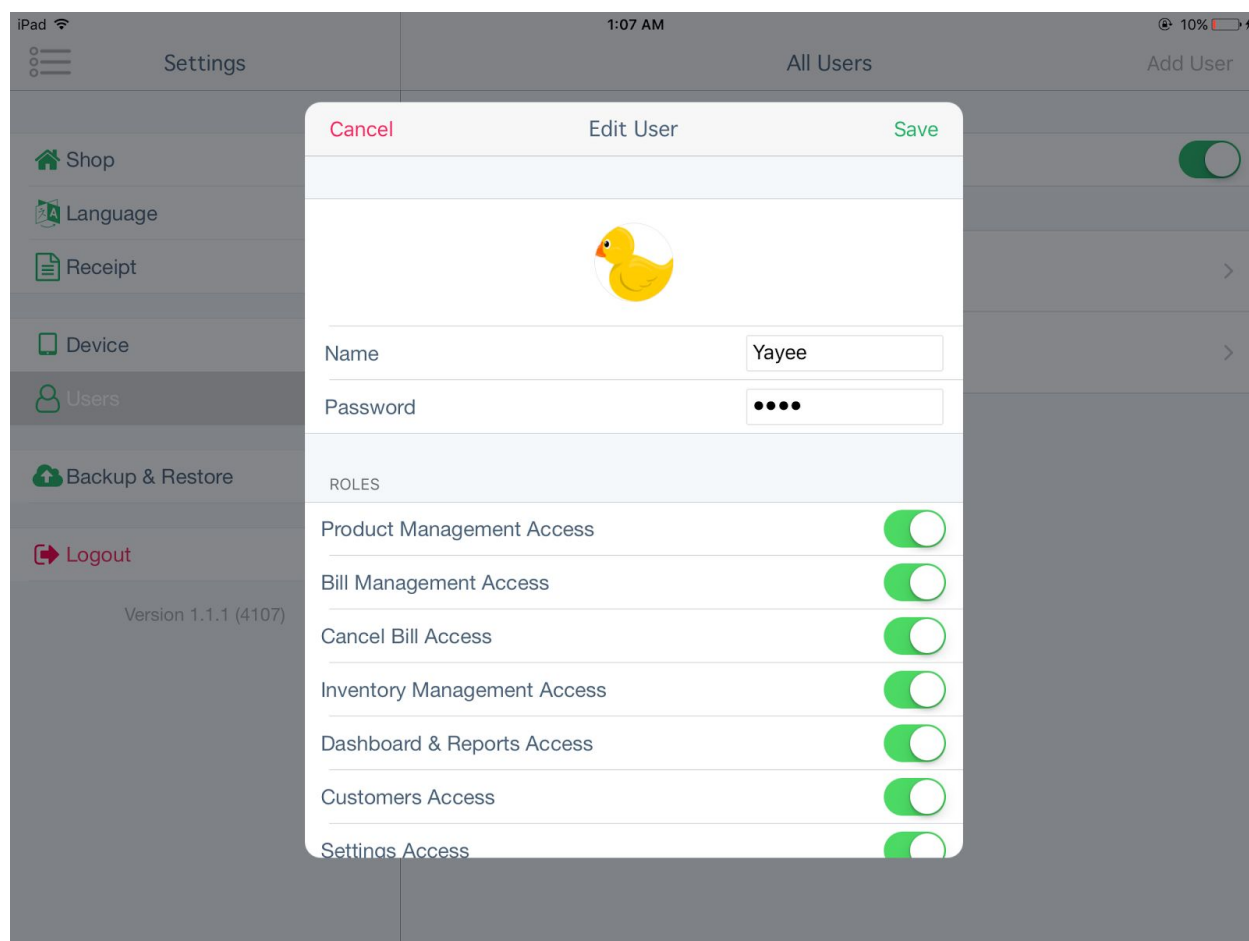 iPad 1:07 AM 10%
Settings All Users Add User
Cancel Edit User Save
Shop
Language
Receipt
Device
Users
Backup & Restore
Logout
Version 1.1.1 (4107)
Name Yayee
Password ••••
ROLES
Product Management Access
Bill Management Access
Cancel Bill Access
Inventory Management Access
Dashboard & Reports Access
Customers Access
Settings Access